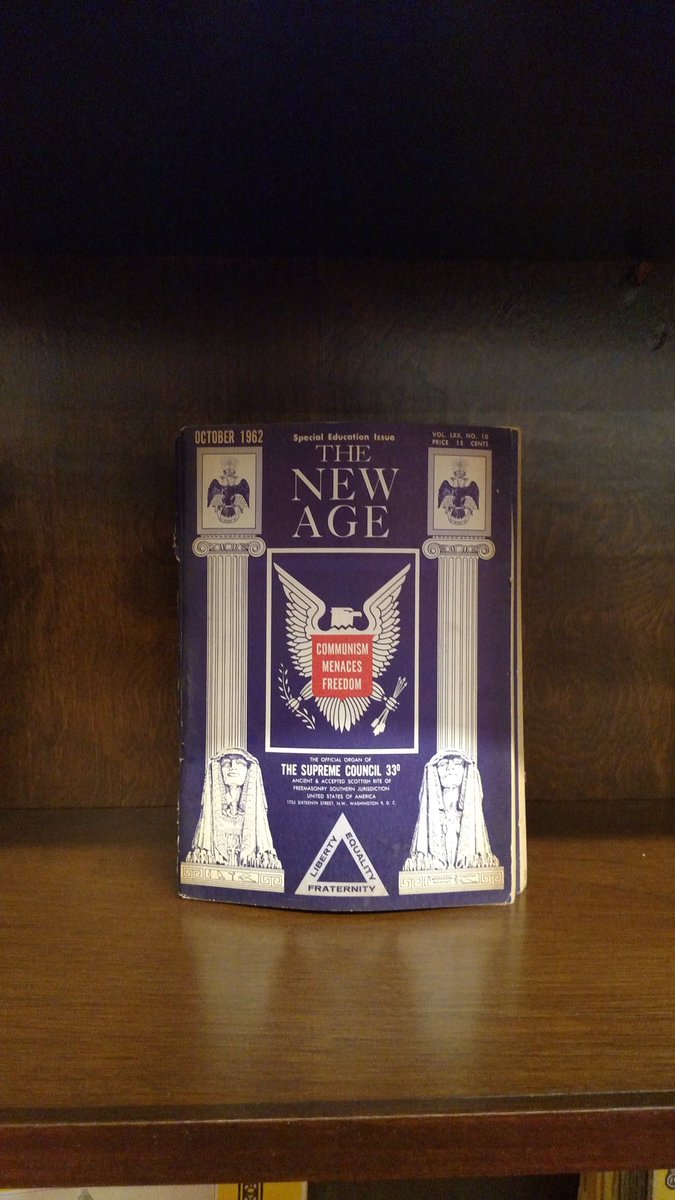 OCTOBER 1962
Special Education Issue
VOL. LXX, NO. 10
PRICE 15 CENTS
THE
NEW
AGE
COMMUNISM
MENACES
FREEDOM
THE OFFICIAL ORGAN OF
THE SUPREME COUNCIL 33°
ANCIENT & ACCEPTED SCOTTISH RITE OF
FREEMASONRY SOUTHERN JURISDICTION
UNITED STATES OF AMERICA
1733 SIXTEENTH STREET, N.W., WASHINGTON 9, D. C.
LIBERTY
EQUALITY
FRATERNITY